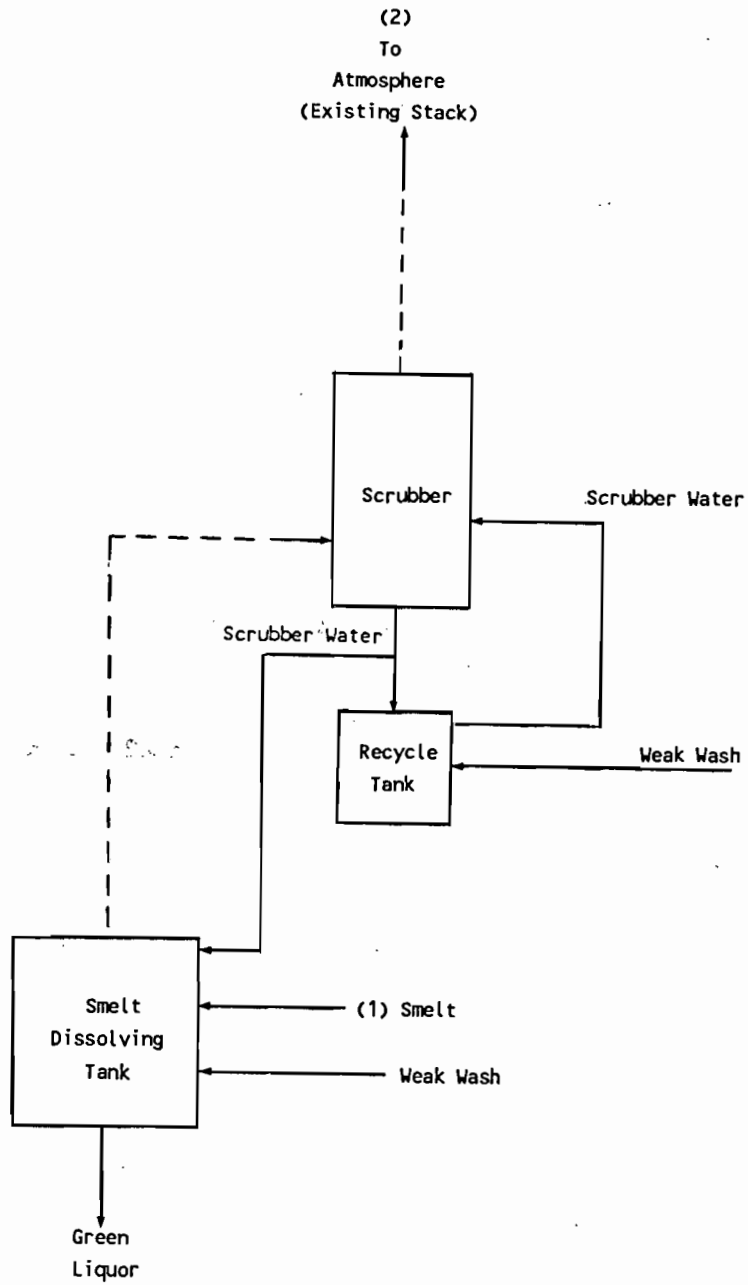 (2)
To
Atmosphere
(Existing Stack)
Scrubber
Scrubber Water
Scrubber Water
Recycle
Tank
Weak Wash
Smelt
Dissolving
Tank
(1) Smelt
Weak Wash
Green
Liquor